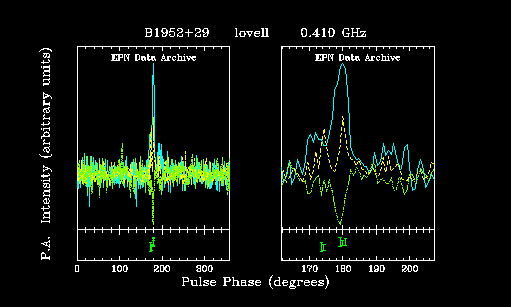 B1952+29 lovell 0.410 GHz
EPN Data Archive EPN Data Archive
P.A. Intensity (arbitrary units)
0 100 200 300 170 180 190 200
Pulse Phase (degrees)